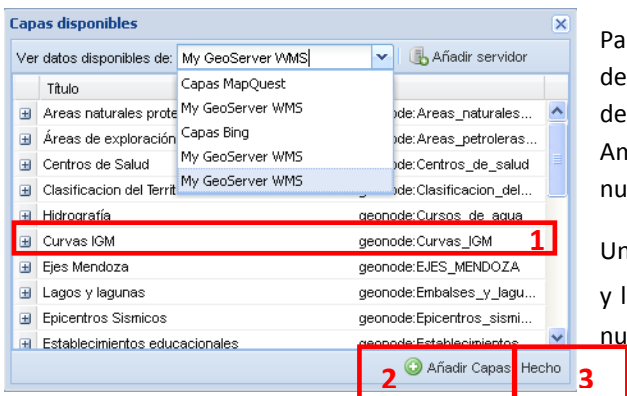 Capas disponibles
Ver datos disponibles de: My GeoServer WMS Añadir servidor
Capas MapQuest
My GeoServer WMS
Capas Bing
My GeoServer WMS
My GeoServer WMS
Título
Areas naturales prote ode:Areas_naturales...
Áreas de exploración ode:Areas_petroleras...
Centros de Salud ode:Centros_de_salud
Clasificacion del Territ ode:Clasificacion_del...
Hidrografía geonode:Cursos_de_agua
Curvas IGM geonode:Curvas_IGM 1
Ejes Mendoza geonode:EJES_MENDOZA
Lagos y lagunas geonode:Embalses_y_lagu...
Epicentros Sismicos geonode:Epicentros_sismi...
Establecimientos educacionales geonode:Establecimientos
2 Añadir Capas Hecho 3
Pa
de
de
An
nu
Un
y l
nu